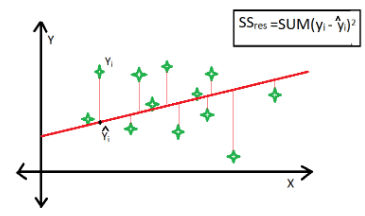 SSres =SUM(yi - ŷi)²
Y
Yi
Ŷi
X